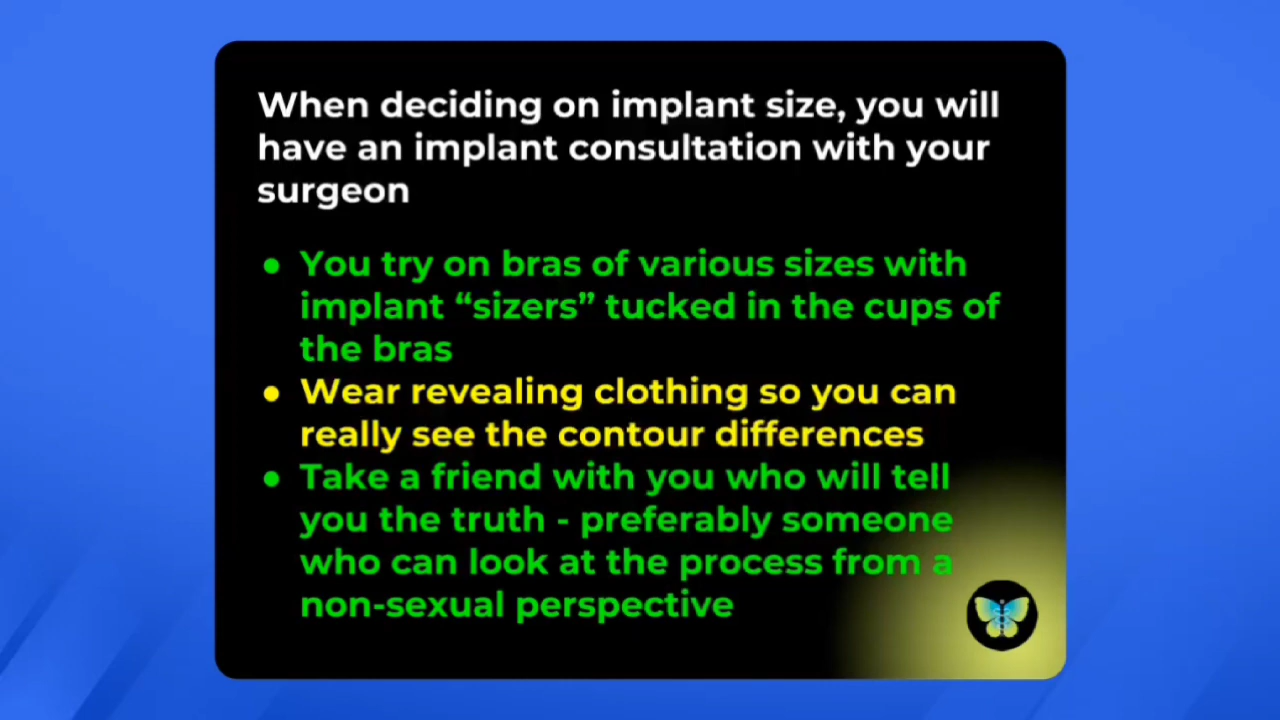 When deciding on implant size, you will
have an implant consultation with your
surgeon
● You try on bras of various sizes with
implant “sizers” tucked in the cups of
the bras
● Wear revealing clothing so you can
really see the contour differences
● Take a friend with you who will tell
you the truth - preferably someone
who can look at the process from a
non-sexual perspective